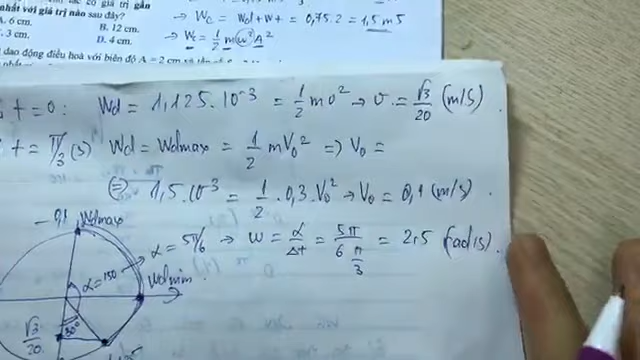 nhất với giá trị nào sau đây?
A. 6 cm.
B. 12 cm.
3 cm.
D. 4 cm.
dao động điều hoà với biên độ A = 2 cm
→ W₀ = Wđ + Wt = 0,75.2 = 1,5 mJ
→ Wt = 1/2 mω²A²
t = 0 : Wđ = 1,125.10⁻³ = 1/2 mv² → v = √3/20 (m/s)
t = π/3 (s) Wđ = Wđmax = 1/2 mV₀² ⇒ V₀ =
⇔ 1,5.10⁻³ = 1/2 . 0,3.V₀² → V₀ = 0,1 (m/s).
-0,1 Wđmax
α = 150 → α = 5π/6 → ω = α/Δt = 5π/6 π/3 = 2,5 (rad/s).
Wđmin
√3/20
30°